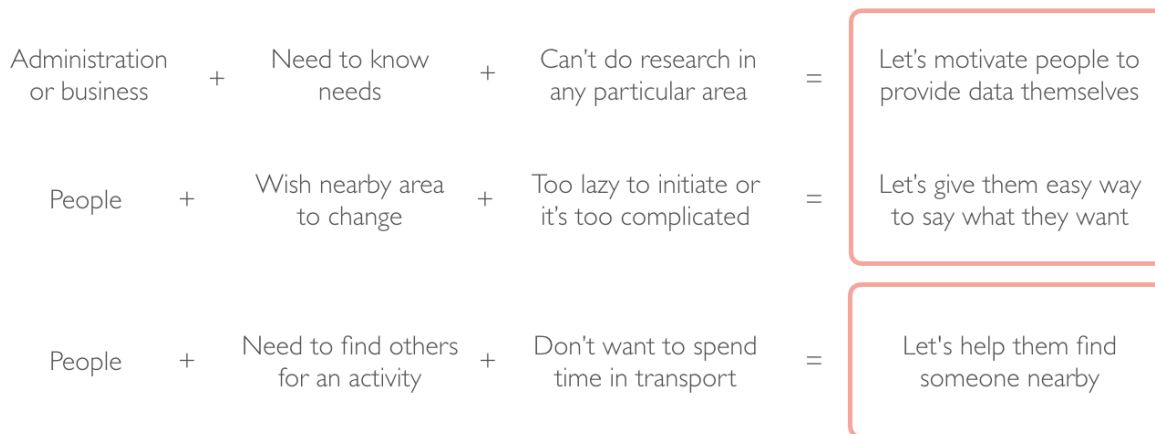 Administration or business + Need to know needs + Can't do research in any particular area = Let's motivate people to provide data themselves
People + Wish nearby area to change + Too lazy to initiate or it's too complicated = Let's give them easy way to say what they want
People + Need to find others for an activity + Don't want to spend time in transport = Let's help them find someone nearby